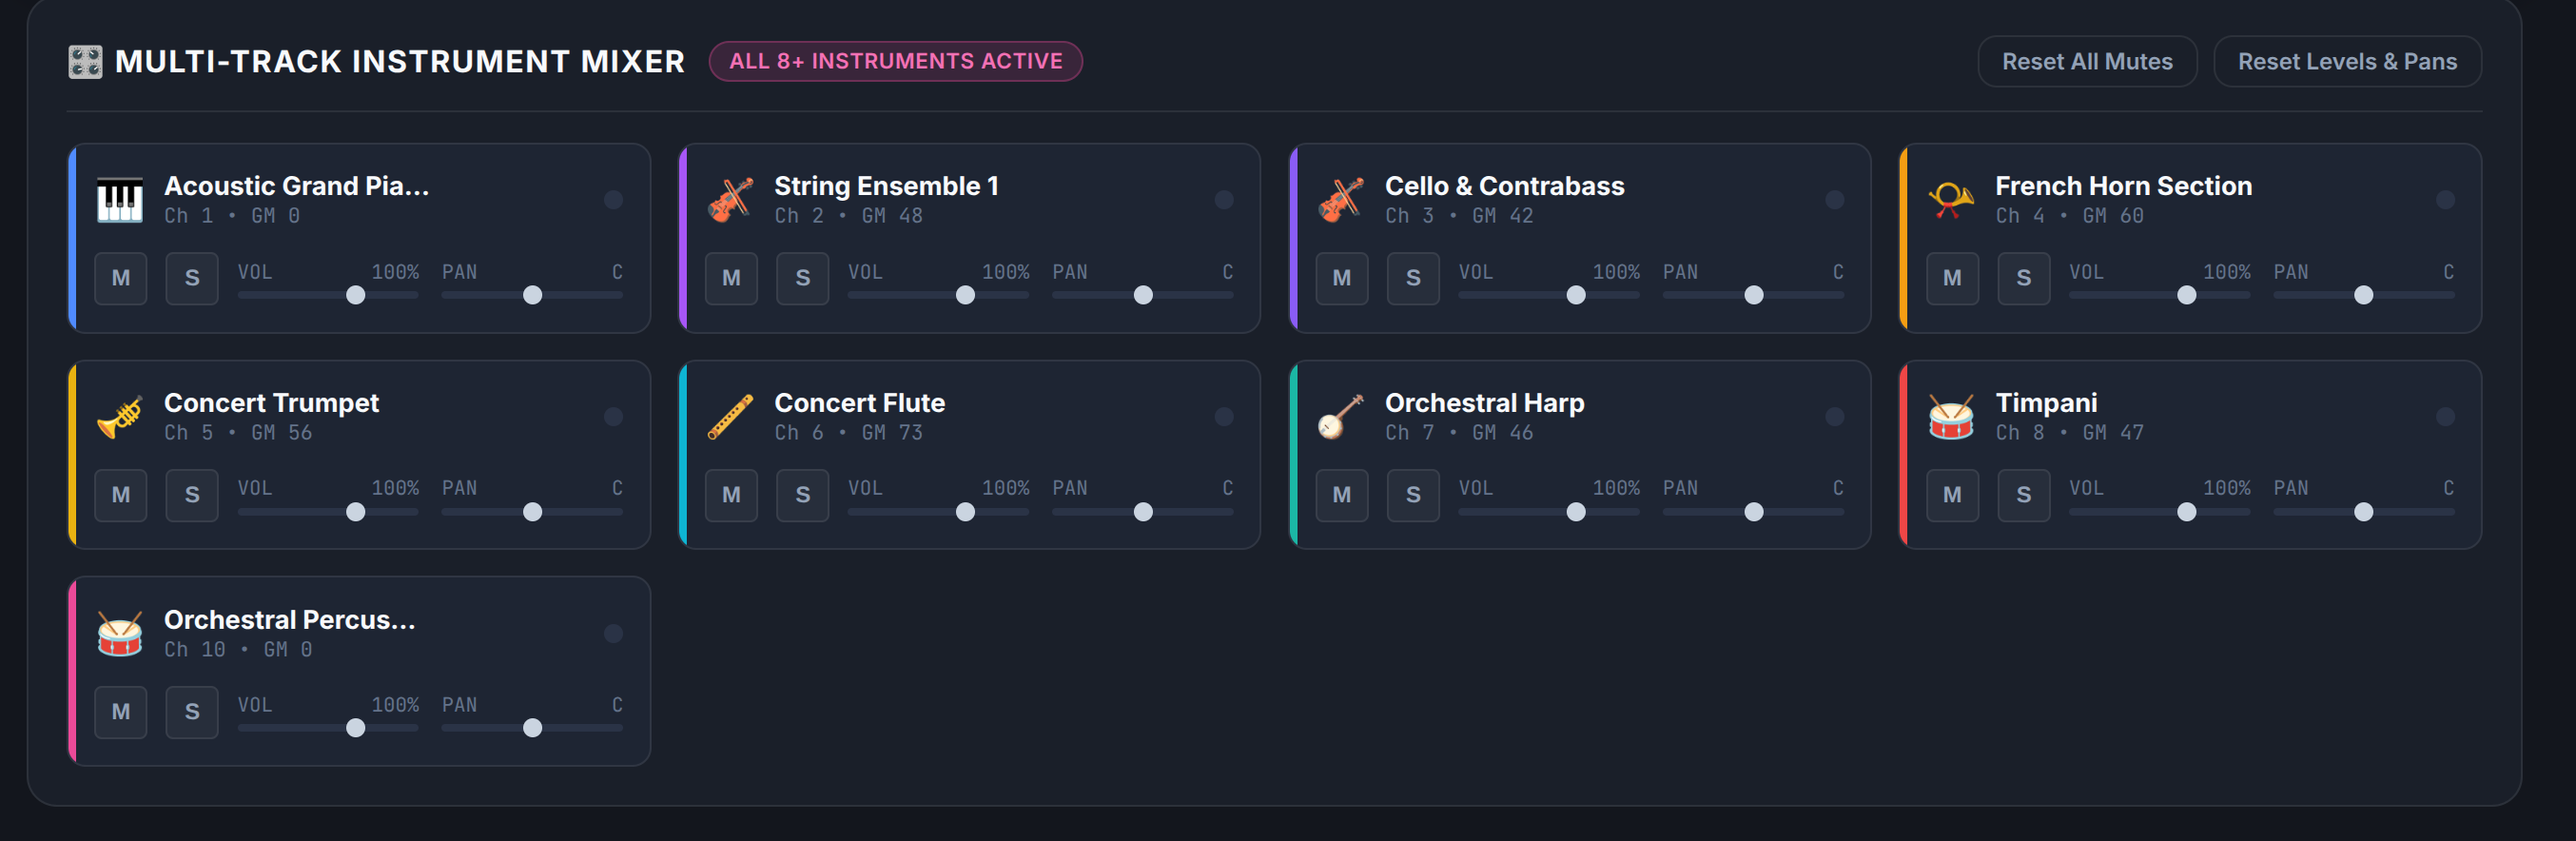 MULTI-TRACK INSTRUMENT MIXER ALL 8+ INSTRUMENTS ACTIVE Reset All Mutes Reset Levels & Pans
Acoustic Grand Pia...
Ch 1 • GM 0
M S VOL 100% PAN C
String Ensemble 1
Ch 2 • GM 48
M S VOL 100% PAN C
Cello & Contrabass
Ch 3 • GM 42
M S VOL 100% PAN C
French Horn Section
Ch 4 • GM 60
M S VOL 100% PAN C
Concert Trumpet
Ch 5 • GM 56
M S VOL 100% PAN C
Concert Flute
Ch 6 • GM 73
M S VOL 100% PAN C
Orchestral Harp
Ch 7 • GM 46
M S VOL 100% PAN C
Timpani
Ch 8 • GM 47
M S VOL 100% PAN C
Orchestral Percus...
Ch 10 • GM 0
M S VOL 100% PAN C